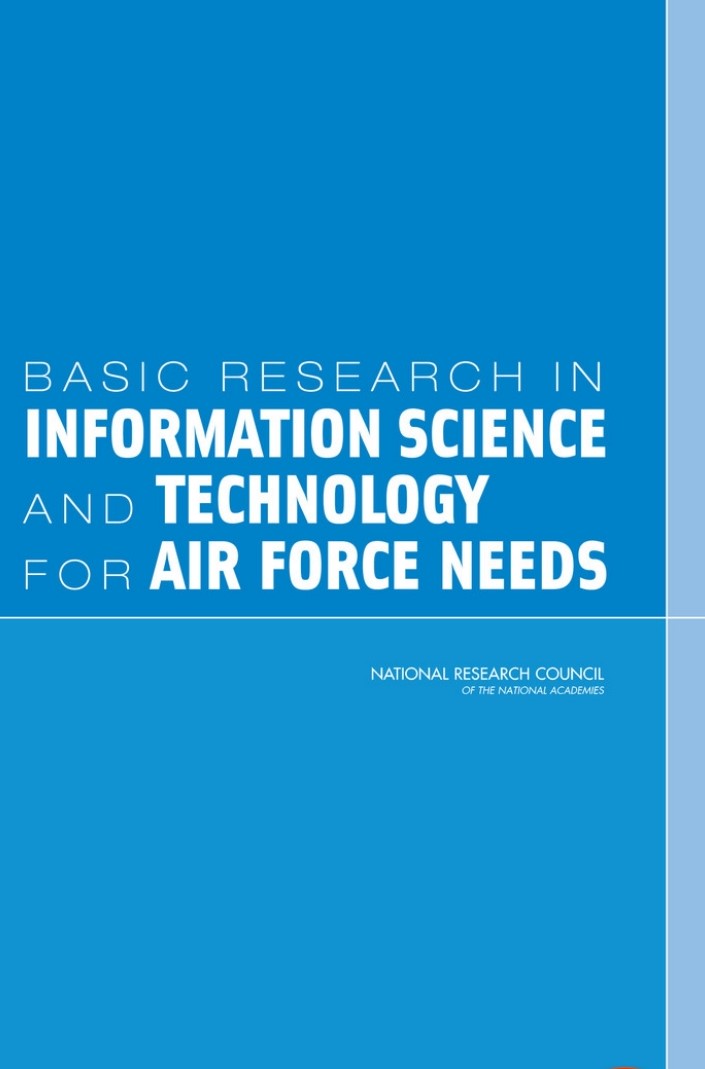 BASIC RESEARCH IN
INFORMATION SCIENCE
AND TECHNOLOGY
FOR AIR FORCE NEEDS
NATIONAL RESEARCH COUNCIL
OF THE NATIONAL ACADEMIES